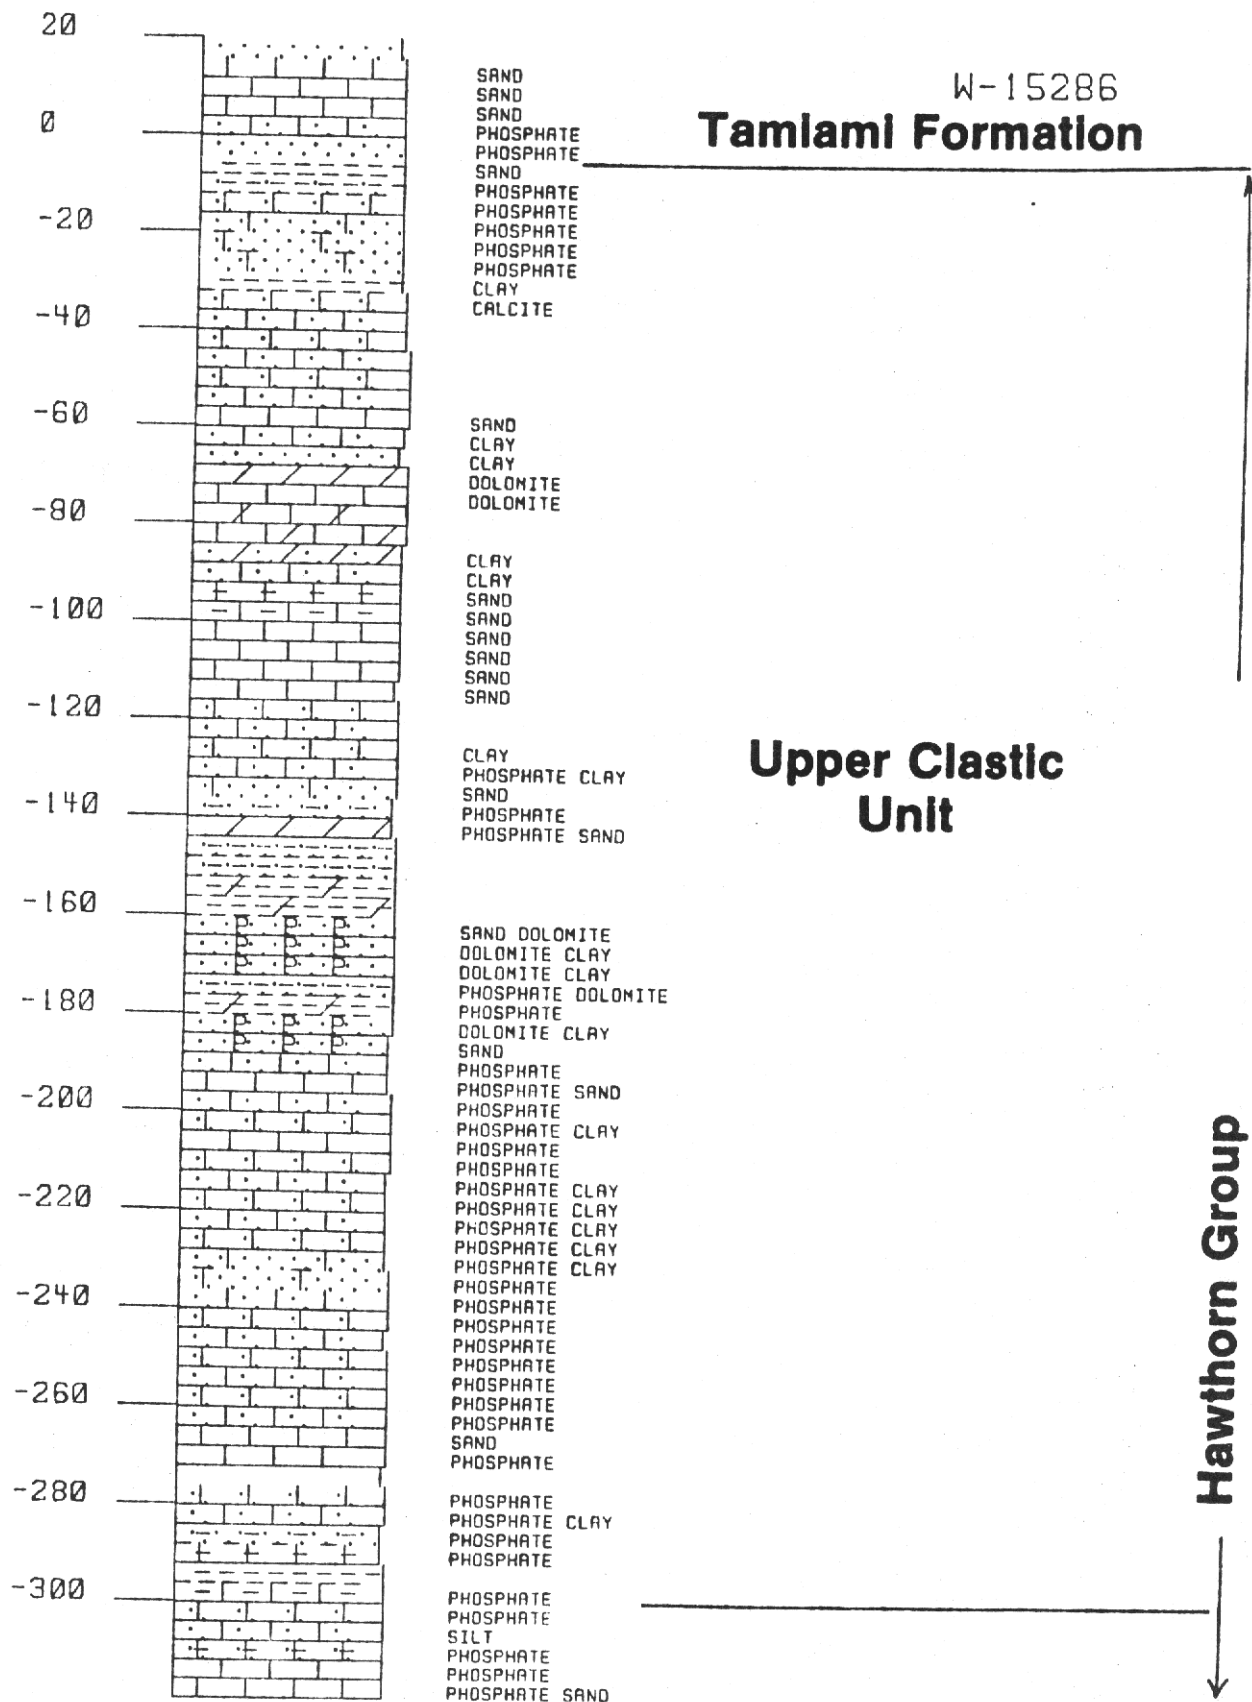 20
W-15286
SAND
SAND
SAND
0
Tamiami Formation
PHOSPHATE
PHOSPHATE
SAND
PHOSPHATE
PHOSPHATE
-20
PHOSPHATE
PHOSPHATE
PHOSPHATE
CLAY
CALCITE
-40
-60
SAND
CLAY
CLAY
DOLOMITE
DOLOMITE
-80
CLAY
CLAY
SAND
-100
SAND
SAND
SAND
SAND
SAND
-120
Upper Clastic
Unit
CLAY
PHOSPHATE CLAY
SAND
-140
PHOSPHATE
PHOSPHATE SAND
-160
SAND DOLOMITE
DOLOMITE CLAY
DOLOMITE CLAY
PHOSPHATE DOLOMITE
-180
PHOSPHATE
DOLOMITE CLAY
SAND
PHOSPHATE
PHOSPHATE SAND
-200
PHOSPHATE
PHOSPHATE CLAY
PHOSPHATE
PHOSPHATE
PHOSPHATE CLAY
-220
PHOSPHATE CLAY
PHOSPHATE CLAY
PHOSPHATE CLAY
PHOSPHATE CLAY
PHOSPHATE
-240
PHOSPHATE
PHOSPHATE
PHOSPHATE
PHOSPHATE
PHOSPHATE
-260
PHOSPHATE
PHOSPHATE
SAND
PHOSPHATE
-280
PHOSPHATE
PHOSPHATE CLAY
PHOSPHATE
PHOSPHATE
-300
PHOSPHATE
PHOSPHATE
SILT
PHOSPHATE
PHOSPHATE
PHOSPHATE SAND
Hawthorn Group